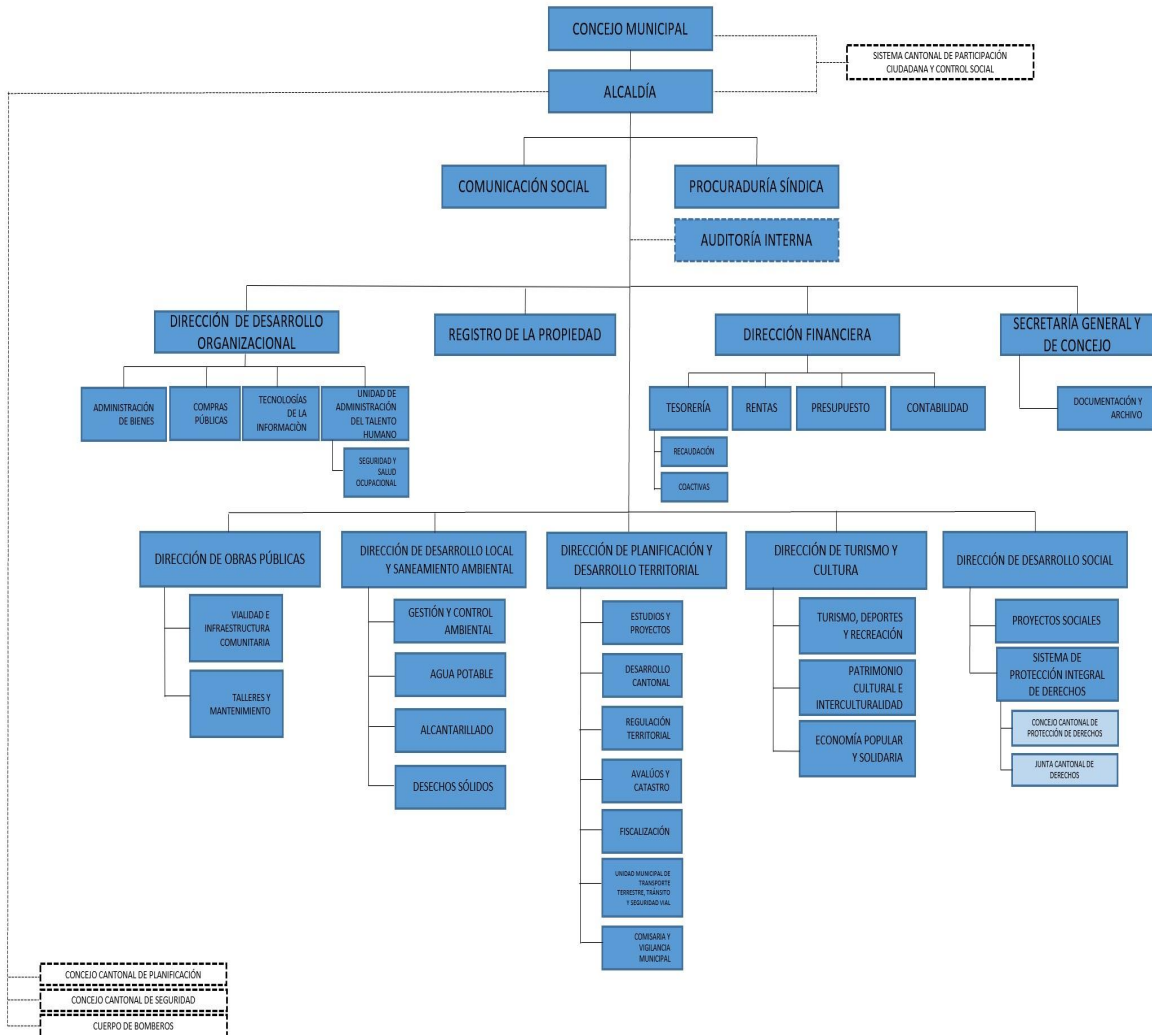 CONCEJO MUNICIPAL
SISTEMA CANTONAL DE PARTICIPACIÓN
CIUDADANA Y CONTROL SOCIAL
ALCALDÍA
COMUNICACIÓN SOCIAL
PROCURADURÍA SÍNDICA
AUDITORÍA INTERNA
DIRECCIÓN DE DESARROLLO
ORGANIZACIONAL
REGISTRO DE LA PROPIEDAD
DIRECCIÓN FINANCIERA
SECRETARÍA GENERAL Y
DE CONCEJO
ADMINISTRACIÓN
DE BIENES
COMPRAS
PÚBLICAS
TECNOLOGÍAS
DE LA
INFORMACIÒN
UNIDAD DE
ADMINISTRACIÓN
DEL TALENTO
HUMANO
SEGURIDAD Y
SALUD
OCUPACIONAL
TESORERÍA
RENTAS
PRESUPUESTO
CONTABILIDAD
RECAUDACIÓN
COACTIVAS
DOCUMENTACIÓN Y
ARCHIVO
DIRECCIÓN DE OBRAS PÚBLICAS
VIALIDAD E
INFRAESTRUCTURA
COMUNITARIA
TALLERES Y
MANTENIMIENTO
DIRECCIÓN DE DESARROLLO LOCAL
Y SANEAMIENTO AMBIENTAL
GESTIÓN Y CONTROL
AMBIENTAL
AGUA POTABLE
ALCANTARILLADO
DESECHOS SÓLIDOS
DIRECCIÓN DE PLANIFICACIÓN Y
DESARROLLO TERRITORIAL
ESTUDIOS Y
PROYECTOS
DESARROLLO
CANTONAL
REGULACIÓN
TERRITORIAL
AVALÚOS Y
CATASTRO
FISCALIZACIÓN
UNIDAD MUNICIPAL DE
TRANSPORTE
TERRESTRE, TRÁNSITO
Y SEGURIDAD VIAL
COMISARIA Y
VIGILANCIA
MUNICIPAL
DIRECCIÓN DE TURISMO Y
CULTURA
TURISMO, DEPORTES
Y RECREACIÓN
PATRIMONIO
CULTURAL E
INTERCULTURALIDAD
ECONOMÍA POPULAR
Y SOLIDARIA
DIRECCIÓN DE DESARROLLO SOCIAL
PROYECTOS SOCIALES
SISTEMA DE
PROTECCIÓN INTEGRAL
DE DERECHOS
CONCEJO CANTONAL DE
PROTECCIÓN DE DERECHOS
JUNTA CANTONAL DE
DERECHOS
CONCEJO CANTONAL DE PLANIFICACIÓN
CONCEJO CANTONAL DE SEGURIDAD
CUERPO DE BOMBEROS